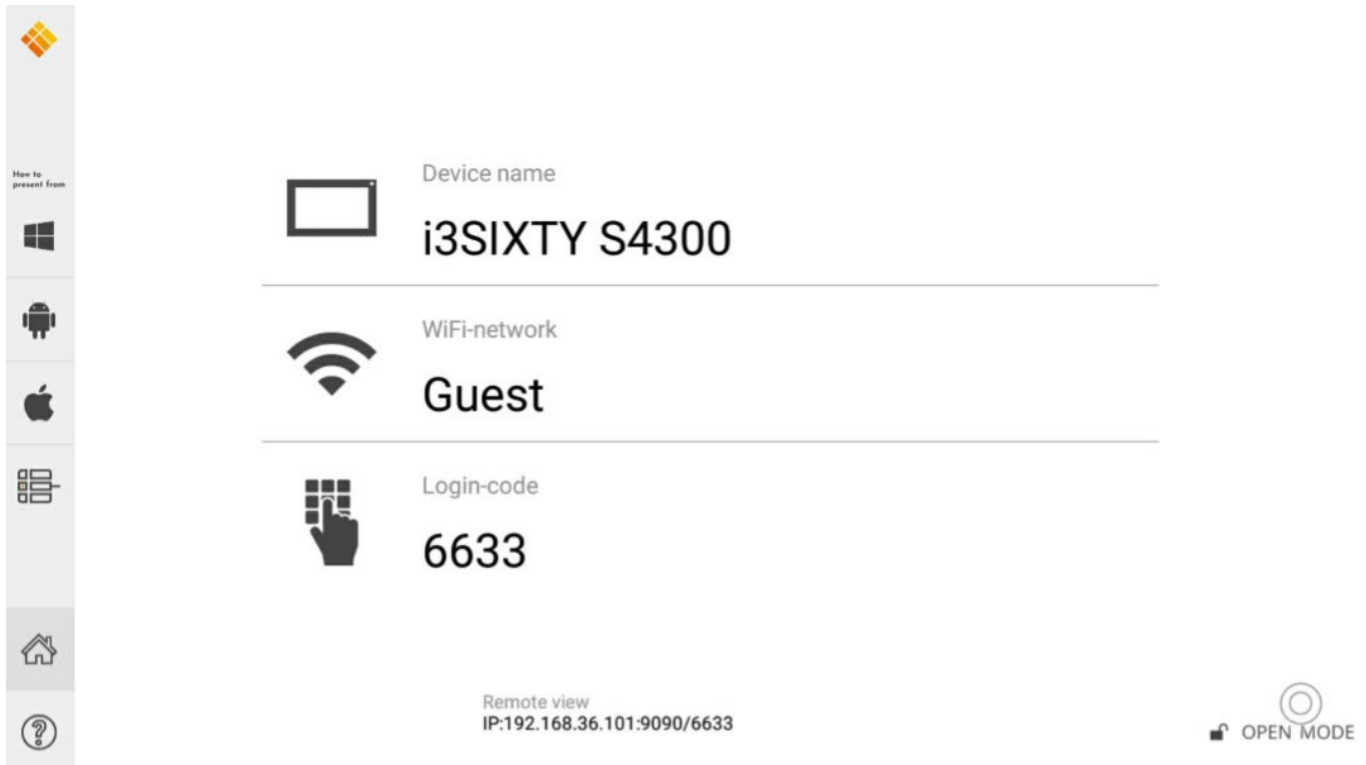 How to
present from
Device name
i3SIXTY S4300
WiFi-network
Guest
Login-code
6633
Remote view
IP:192.168.36.101:9090/6633
OPEN MODE